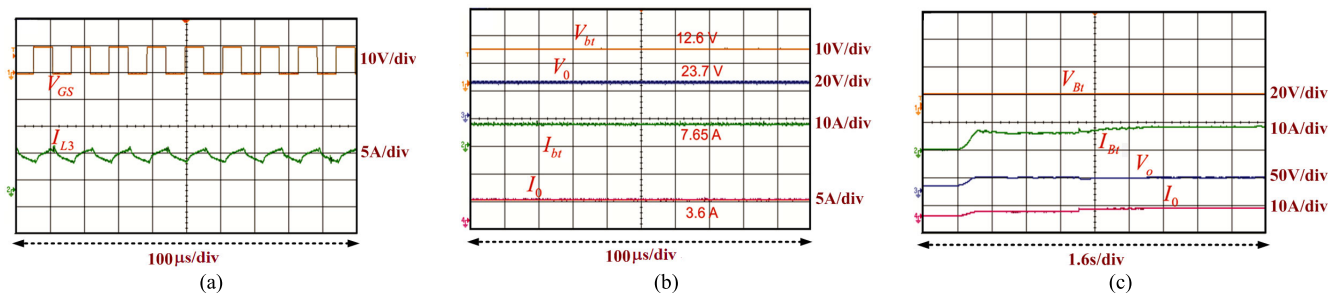 V_GS
10V/div
I_L3
5A/div
100μs/div
(a)
V_bt
12.6 V
10V/div
V_0
23.7 V
20V/div
7.65 A
10A/div
I_bt
I_0
3.6 A
5A/div
100μs/div
(b)
V_Bt
20V/div
10A/div
I_Bt
V_o
50V/div
I_0
10A/div
1.6s/div
(c)